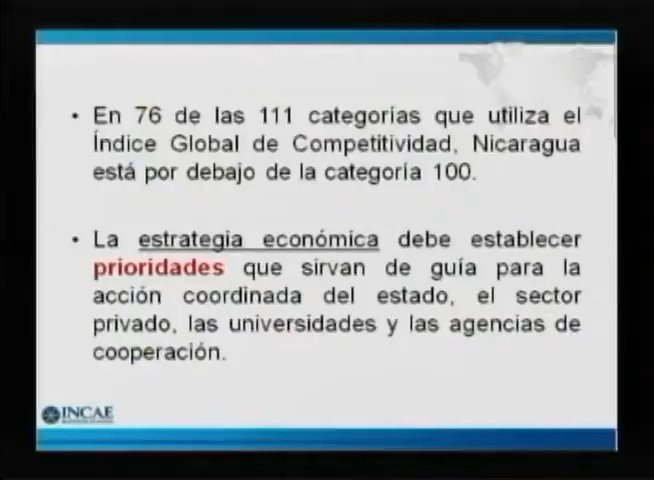 • En 76 de las 111 categorías que utiliza el
Índice Global de Competitividad, Nicaragua
está por debajo de la categoría 100.
• La estrategia económica debe establecer
prioridades que sirvan de guía para la
acción coordinada del estado, el sector
privado, las universidades y las agencias de
cooperación.
INCAE